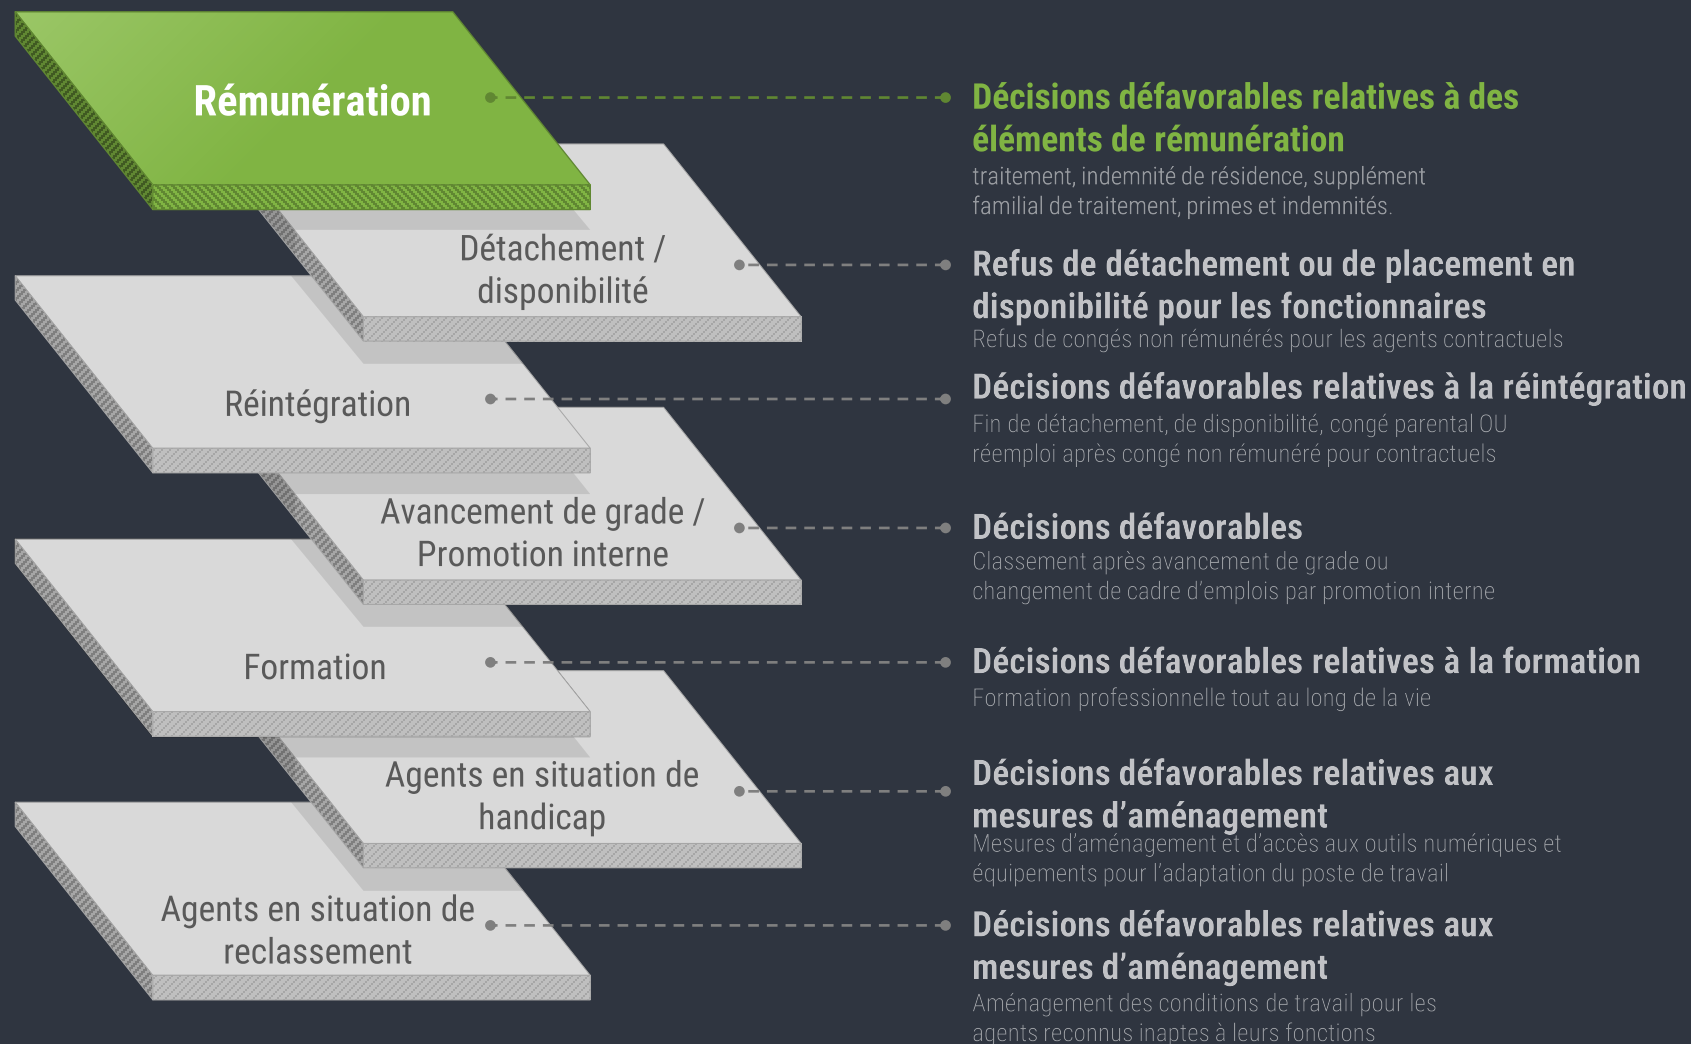 Rémunération
Décisions défavorables relatives à des
éléments de rémunération
traitement, indemnité de résidence, supplément
familial de traitement, primes et indemnités.
Détachement /
disponibilité
Refus de détachement ou de placement en
disponibilité pour les fonctionnaires
Refus de congés non rémunérés pour les agents contractuels
Réintégration
Décisions défavorables relatives à la réintégration
Fin de détachement, de disponibilité, congé parental OU
réemploi après congé non rémunéré pour contractuels
Avancement de grade /
Promotion interne
Décisions défavorables
Classement après avancement de grade ou
changement de cadre d’emplois par promotion interne
Formation
Décisions défavorables relatives à la formation
Formation professionnelle tout au long de la vie
Agents en situation de
handicap
Décisions défavorables relatives aux
mesures d’aménagement
Mesures d’aménagement et d’accès aux outils numériques et
équipements pour l’adaptation du poste de travail
Agents en situation de
reclassement
Décisions défavorables relatives aux
mesures d’aménagement
Aménagement des conditions de travail pour les
agents reconnus inaptes à leurs fonctions